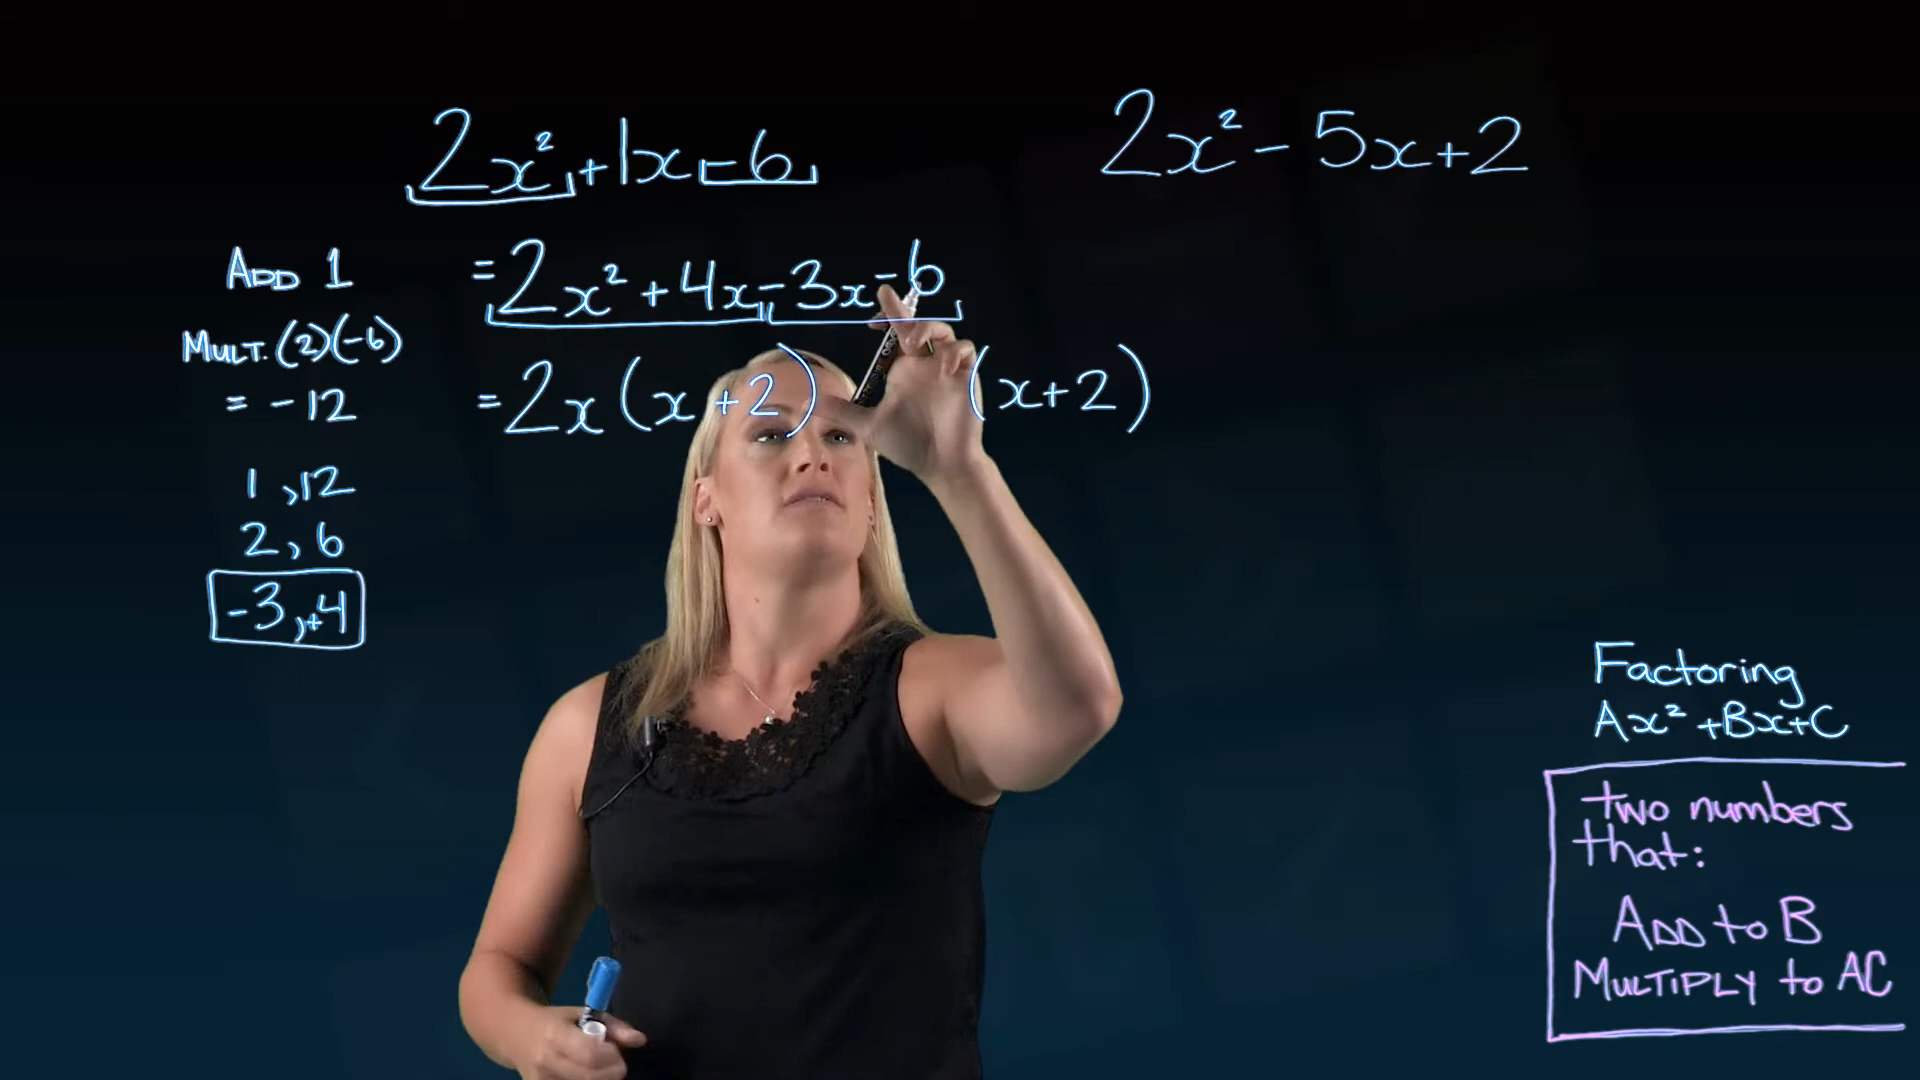 2x² + 1x - 6
2x² - 5x + 2
ADD 1
MULT. (2)(-6)
= -12
1, 12
2, 6
-3, +4
= 2x² + 4x - 3x - 6
= 2x(x + 2) (x + 2)
Factoring
Ax² + Bx + C
two numbers
that:
ADD to B
MULTIPLY to AC